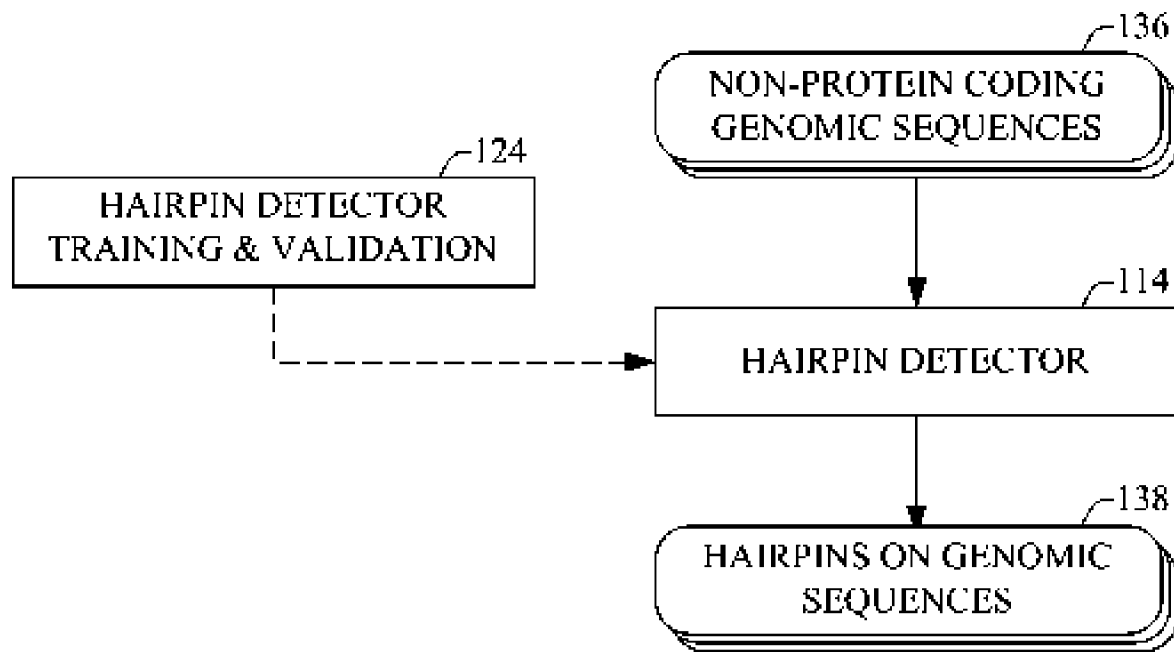 136
NON-PROTEIN CODING
GENOMIC SEQUENCES
124
HAIRPIN DETECTOR
TRAINING & VALIDATION
114
HAIRPIN DETECTOR
138
HAIRPINS ON GENOMIC
SEQUENCES